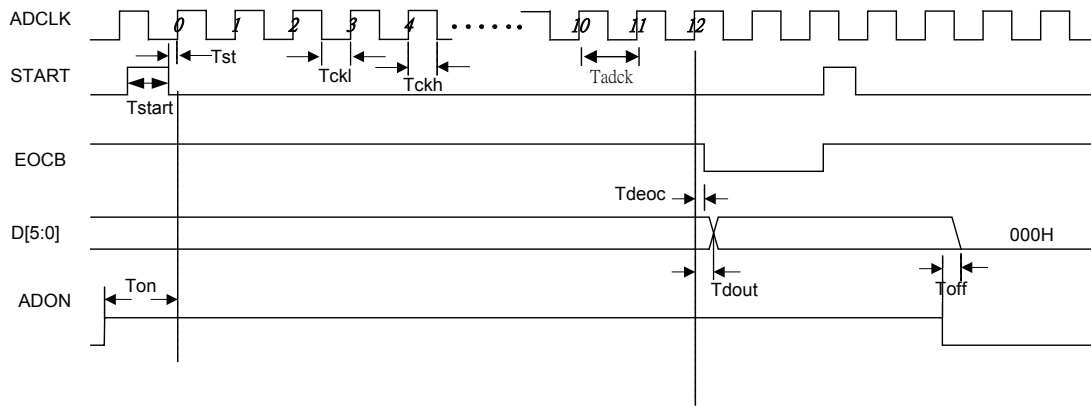 ADCLK 0 1 2 3 4 10 11 12
Tst
START Tckl Tckh Tadck
Tstart
EOCB
Tdeoc
D[5:0] 000H
Ton Tdout Toff
ADON